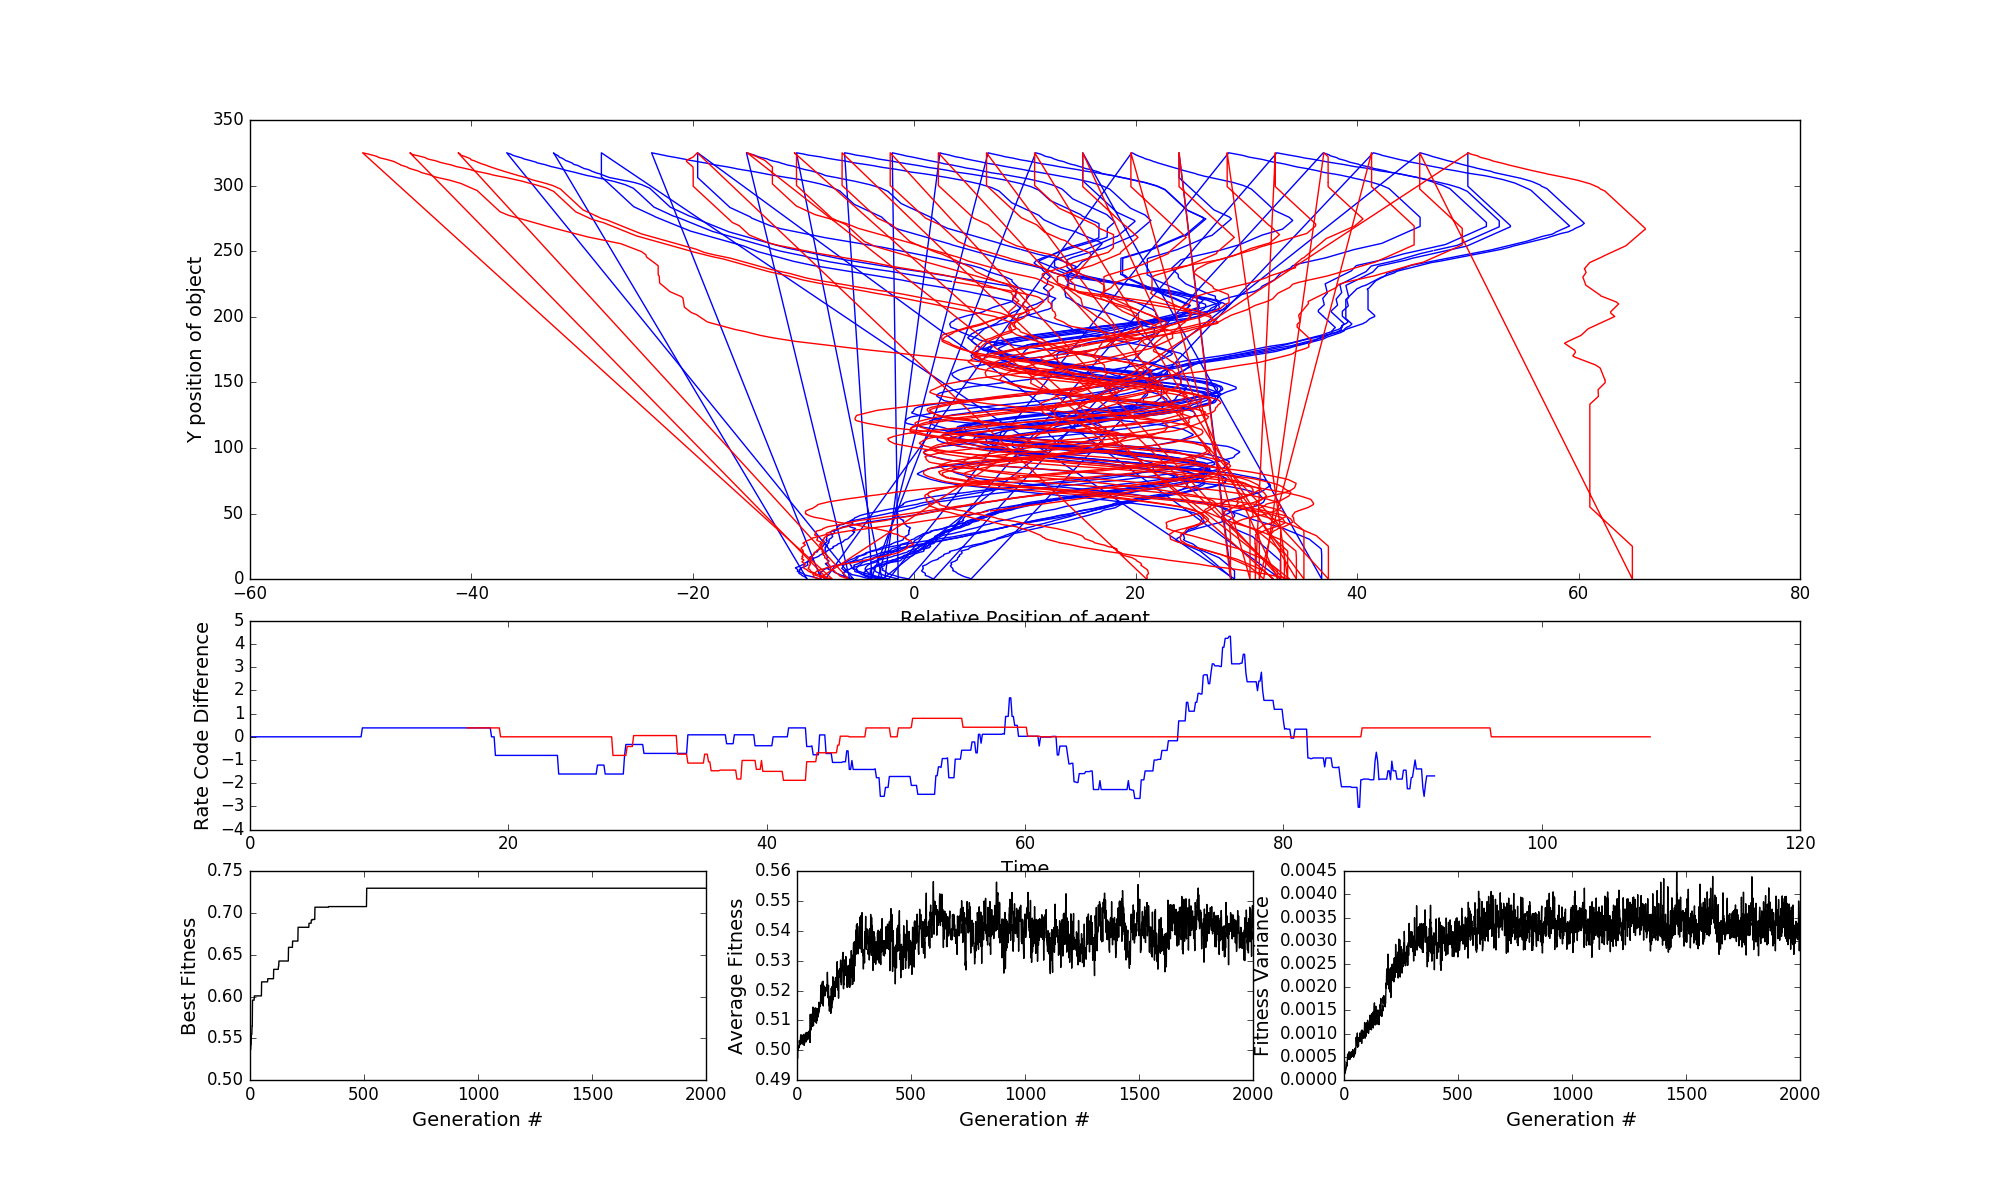 350
300
250
200
150
100
50
0
Y position of object
−60 −40 −20 0 20 40 60 80
Relative Position of agent
5
4
3
2
1
0
−1
−2
−3
−4
Rate Code Difference
0 20 40 60 80 100 120
Time
0.75
0.70
0.65
0.60
0.55
0.50
Best Fitness
0 500 1000 1500 2000
Generation #
0.56
0.55
0.54
0.53
0.52
0.51
0.50
0.49
Average Fitness
0 500 1000 1500 2000
Generation #
0.0045
0.0040
0.0035
0.0030
0.0025
0.0020
0.0015
0.0010
0.0005
0.0000
Fitness Variance
0 500 1000 1500 2000
Generation #